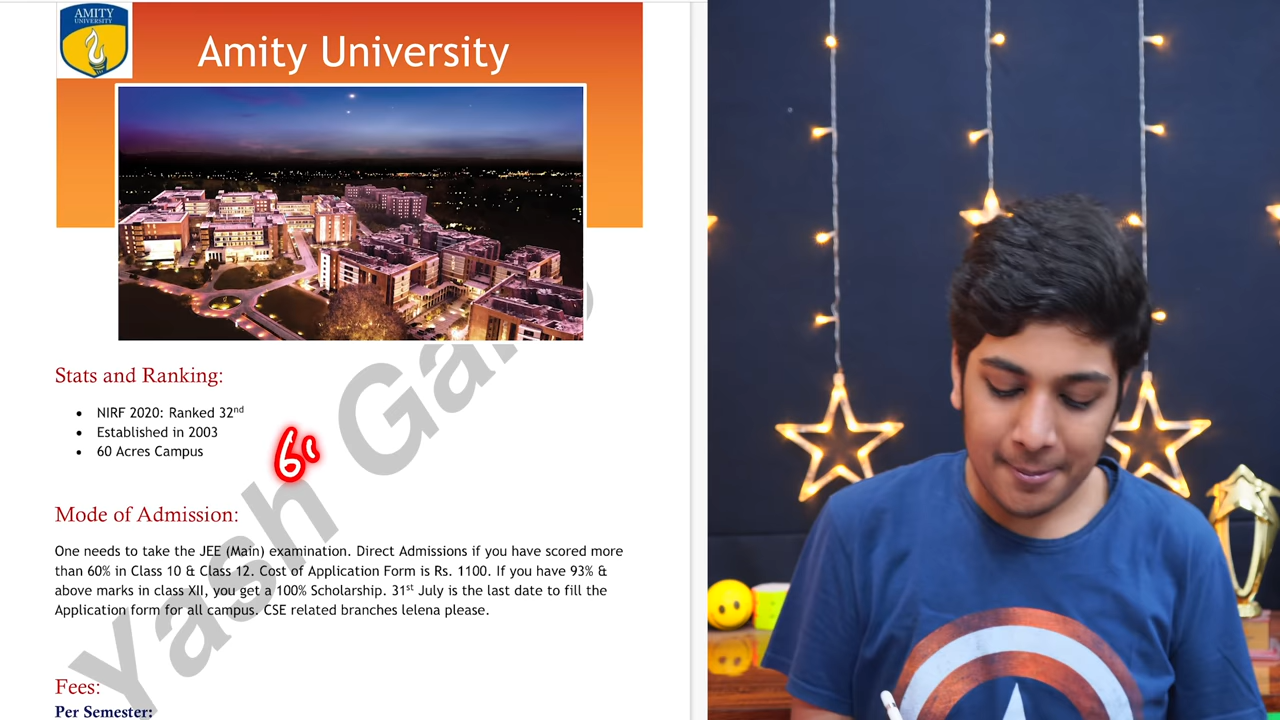 AMITY
UNIVERSITY
Amity University
Stats and Ranking:
• NIRF 2020: Ranked 32nd
• Established in 2003
• 60 Acres Campus
60
Mode of Admission:
One needs to take the JEE (Main) examination. Direct Admissions if you have scored more
than 60% in Class 10 & Class 12. Cost of Application Form is Rs. 1100. If you have 93% &
above marks in class XII, you get a 100% Scholarship. 31st July is the last date to fill the
Application form for all campus. CSE related branches lelena please.
Fees:
Per Semester:
Yash Ga